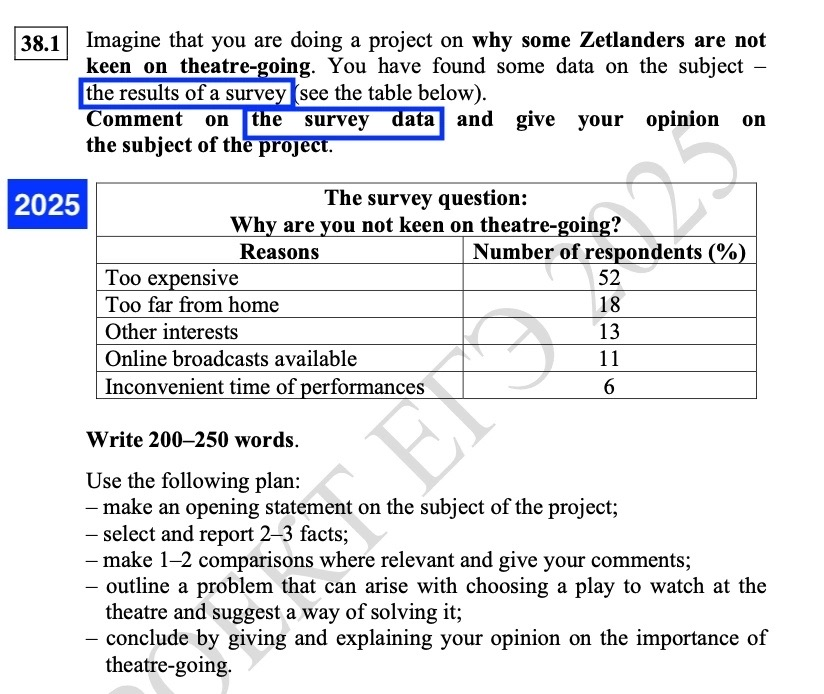 38.1 Imagine that you are doing a project on why some Zetlanders are not
keen on theatre-going. You have found some data on the subject –
the results of a survey (see the table below).
Comment on the survey data and give your opinion on
the subject of the project.
2025
The survey question:
Why are you not keen on theatre-going?
Reasons Number of respondents (%)
Too expensive 52
Too far from home 18
Other interests 13
Online broadcasts available 11
Inconvenient time of performances 6
Write 200–250 words.
Use the following plan:
– make an opening statement on the subject of the project;
– select and report 2–3 facts;
– make 1–2 comparisons where relevant and give your comments;
– outline a problem that can arise with choosing a play to watch at the
theatre and suggest a way of solving it;
– conclude by giving and explaining your opinion on the importance of
theatre-going.
ПРОЕКТ ЕГЭ 2025